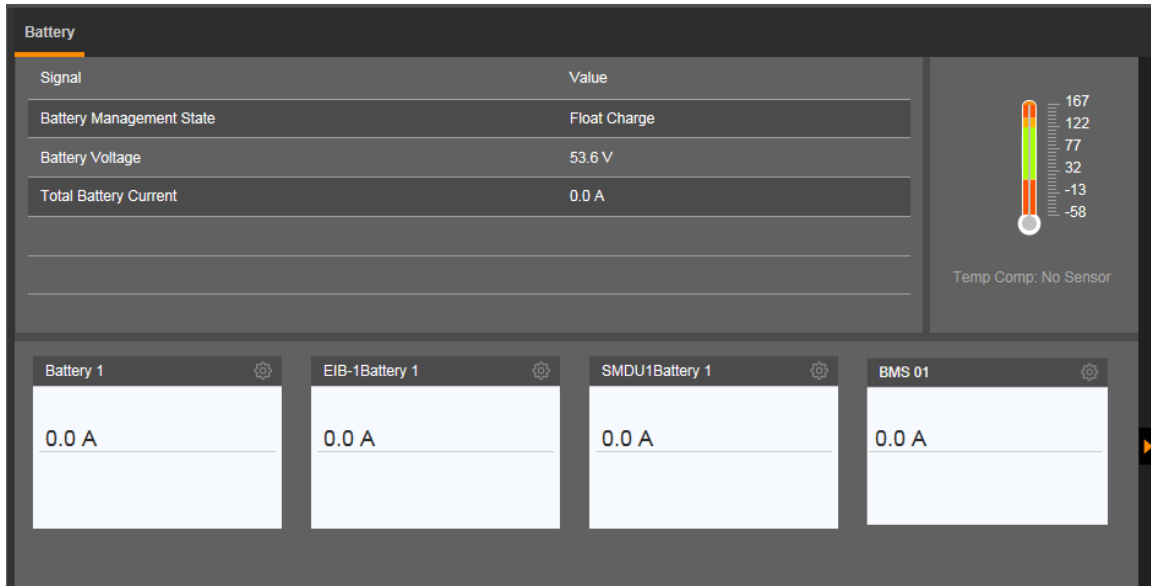 Battery
Signal Value
Battery Management State Float Charge
Battery Voltage 53.6 V
Total Battery Current 0.0 A
167
122
77
32
-13
-58
Temp Comp: No Sensor
Battery 1
0.0 A
EIB-1Battery 1
0.0 A
SMDU1Battery 1
0.0 A
BMS 01
0.0 A